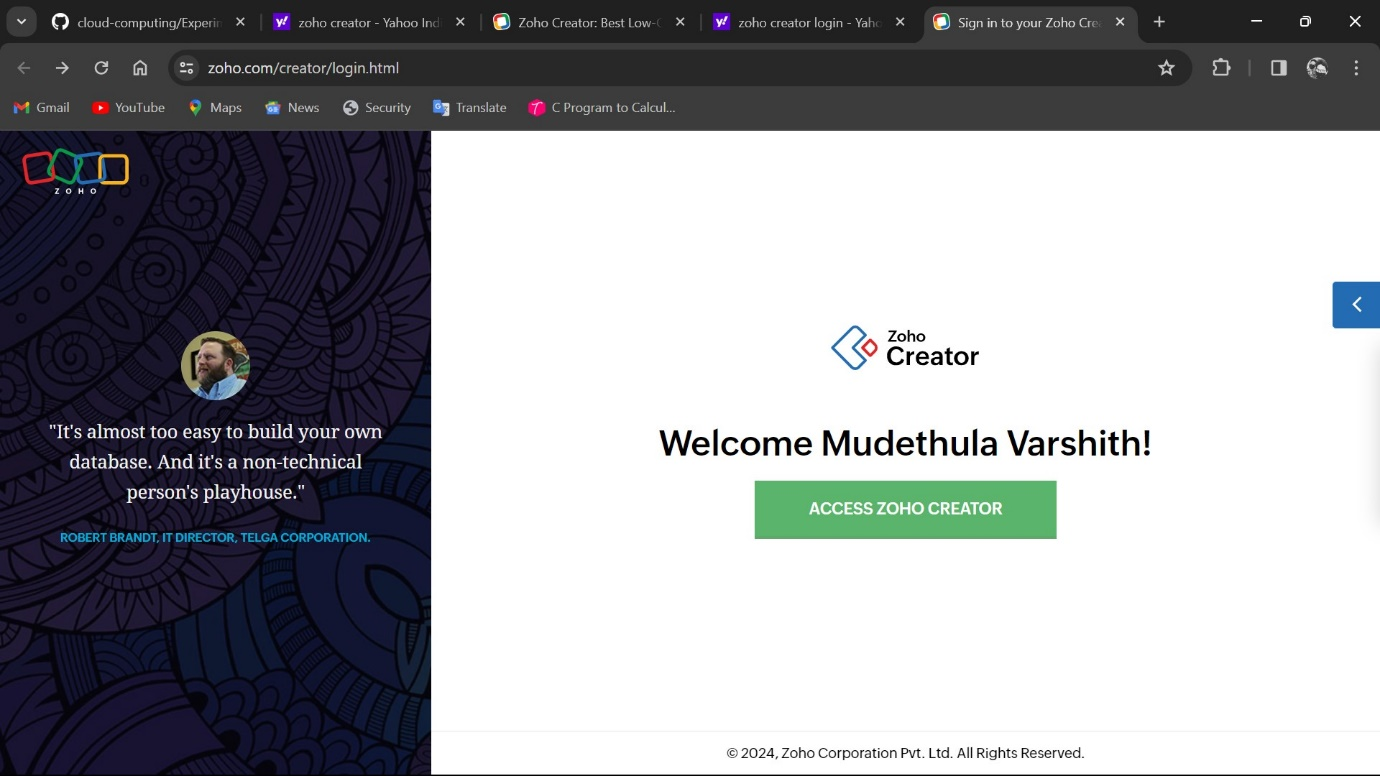 cloud-computing/Experin
zoho creator - Yahoo Indi
Zoho Creator: Best Low-C
zoho creator login - Yaho
Sign in to your Zoho Cre
zoho.com/creator/login.html
Gmail
YouTube
Maps
News
Security
Translate
C Program to Calcul...
ZOHO
"It's almost too easy to build your own
database. And it's a non-technical
person's playhouse."
ROBERT BRANDT, IT DIRECTOR, TELGA CORPORATION.
Zoho
Creator
Welcome Mudethula Varshith!
ACCESS ZOHO CREATOR
© 2024, Zoho Corporation Pvt. Ltd. All Rights Reserved.